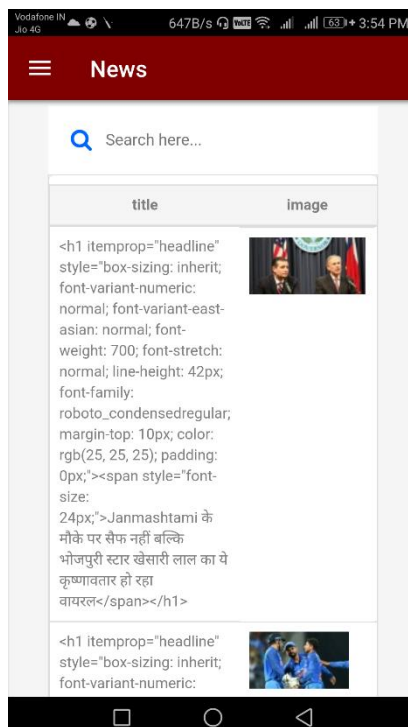 Vodafone IN
Jio 4G
647B/s VoLTE 63 3:54 PM
News
Search here...
title image
<h1 itemprop="headline"
style="box-sizing: inherit;
font-variant-numeric:
normal; font-variant-east-
asian: normal; font-
weight: 700; font-stretch:
normal; line-height: 42px;
font-family:
roboto_condensedregular;
margin-top: 10px; color:
rgb(25, 25, 25); padding:
0px;"><span style="font-
size:
24px;">Janmashtami के
मौके पर सैफ नहीं बल्कि
भोजपुरी स्टार खेसारी लाल का ये
कृष्णावतार हो रहा
वायरल</span></h1>
<h1 itemprop="headline"
style="box-sizing: inherit;
font-variant-numeric: